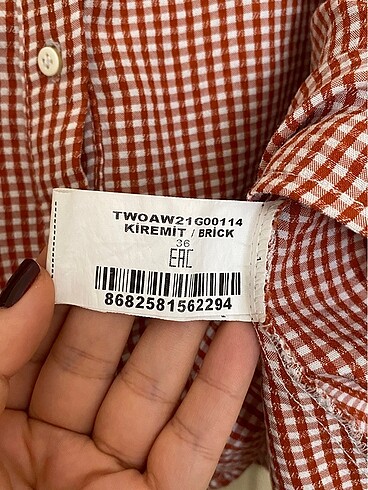 TWOAW21G00114
KİREMİT / BRİCK
36
EAC
8682581562294